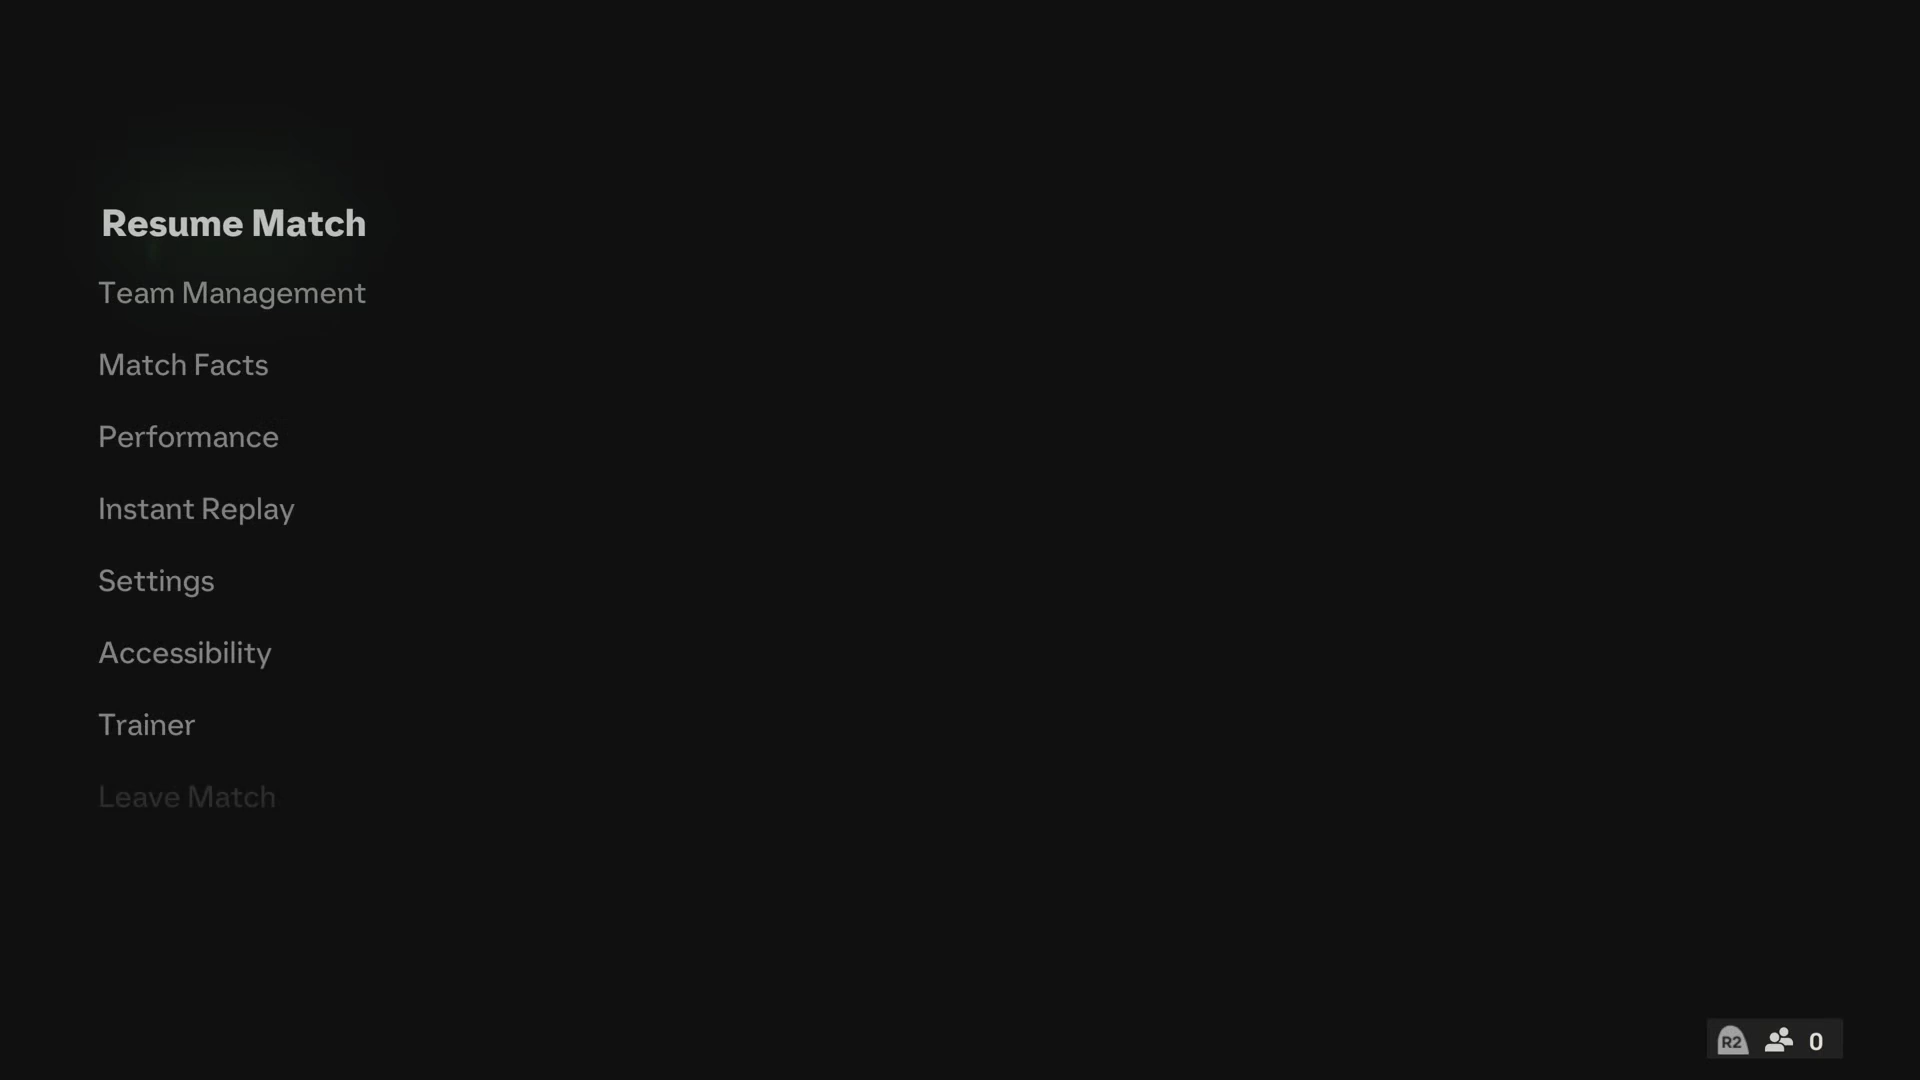 Resume Match
Team Management
Match Facts
Performance
Instant Replay
Settings
Accessibility
Trainer
Leave Match
R2 0